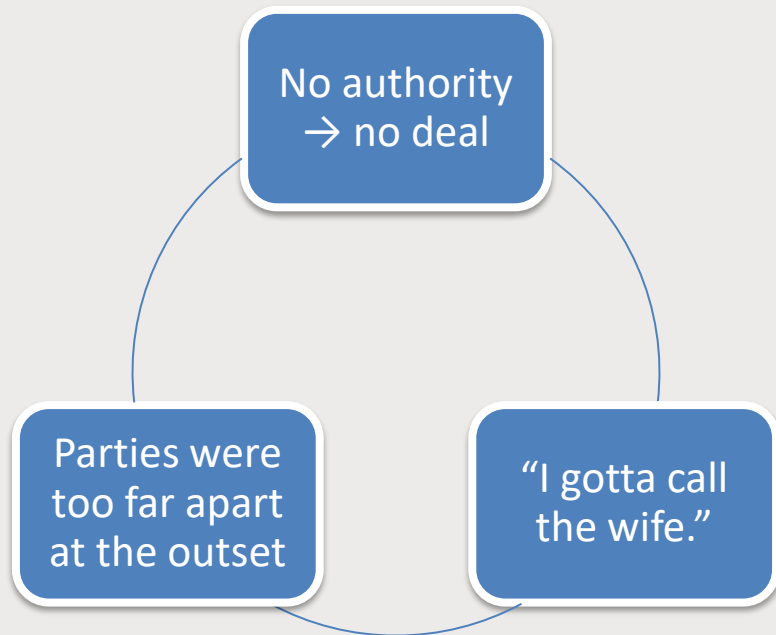 No authority
→ no deal
“I gotta call
the wife.”
Parties were
too far apart
at the outset